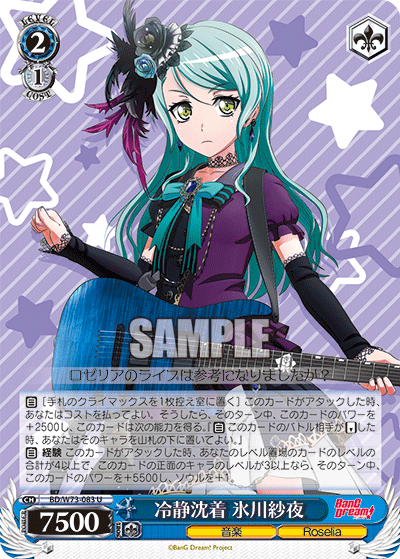 LEVEL
2
1
COST
SAMPLE
ロゼリアのライブは参考になりましたか?
自 [手札のクライマックスを1枚控え室に置く] このカードがアタックした時、
あなたはコストを払ってよい。そうしたら、そのターン中、このカードのパワーを
+2500し、このカードは次の能力を得る。『自 このカードのバトル相手が
した時、あなたはそのキャラを山札の下に置いてよい。』
自 経験 このカードがアタックした時、あなたのレベル置場のカードのレベルの
合計が4以上で、このカードの正面のキャラのレベルが3以上なら、そのターン中、
このカードのパワーを+5500し、ソウルを+1。
CH
BD/W73-083 U
7500
冷静沈着 氷川紗夜
BanG Dream!
音楽
Roselia
©BanG Dream! Project